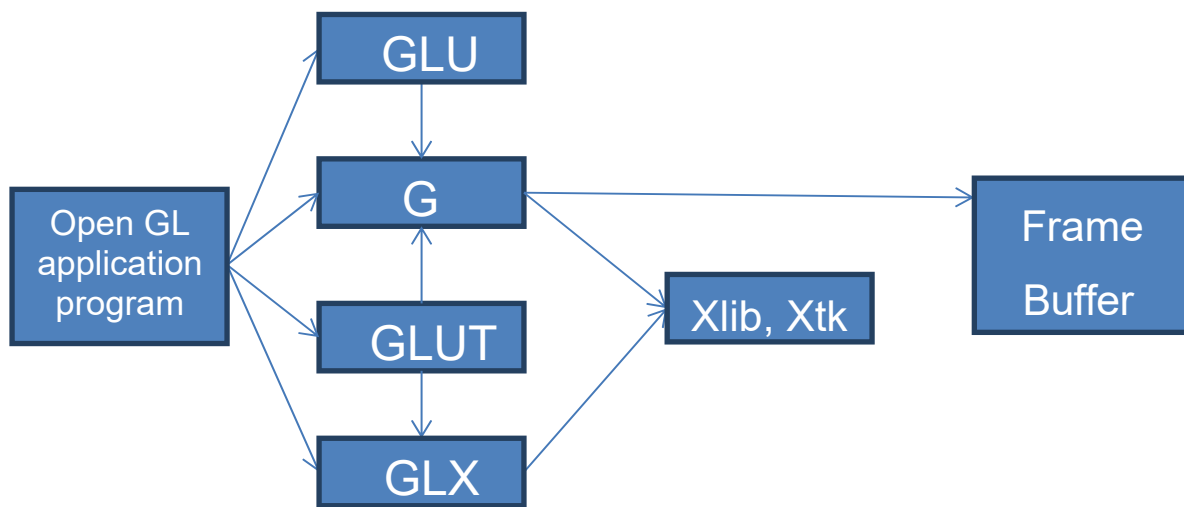 GLU
G
Open GL
application
program
GLUT
GLX
Xlib, Xtk
Frame
Buffer